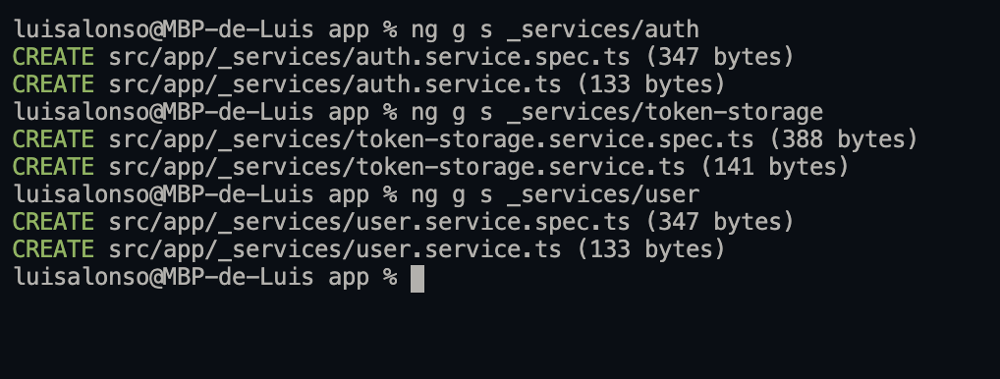 luisalonso@MBP-de-Luis app % ng g s _services/auth
CREATE src/app/_services/auth.service.spec.ts (347 bytes)
CREATE src/app/_services/auth.service.ts (133 bytes)
luisalonso@MBP-de-Luis app % ng g s _services/token-storage
CREATE src/app/_services/token-storage.service.spec.ts (388 bytes)
CREATE src/app/_services/token-storage.service.ts (141 bytes)
luisalonso@MBP-de-Luis app % ng g s _services/user
CREATE src/app/_services/user.service.spec.ts (347 bytes)
CREATE src/app/_services/user.service.ts (133 bytes)
luisalonso@MBP-de-Luis app %